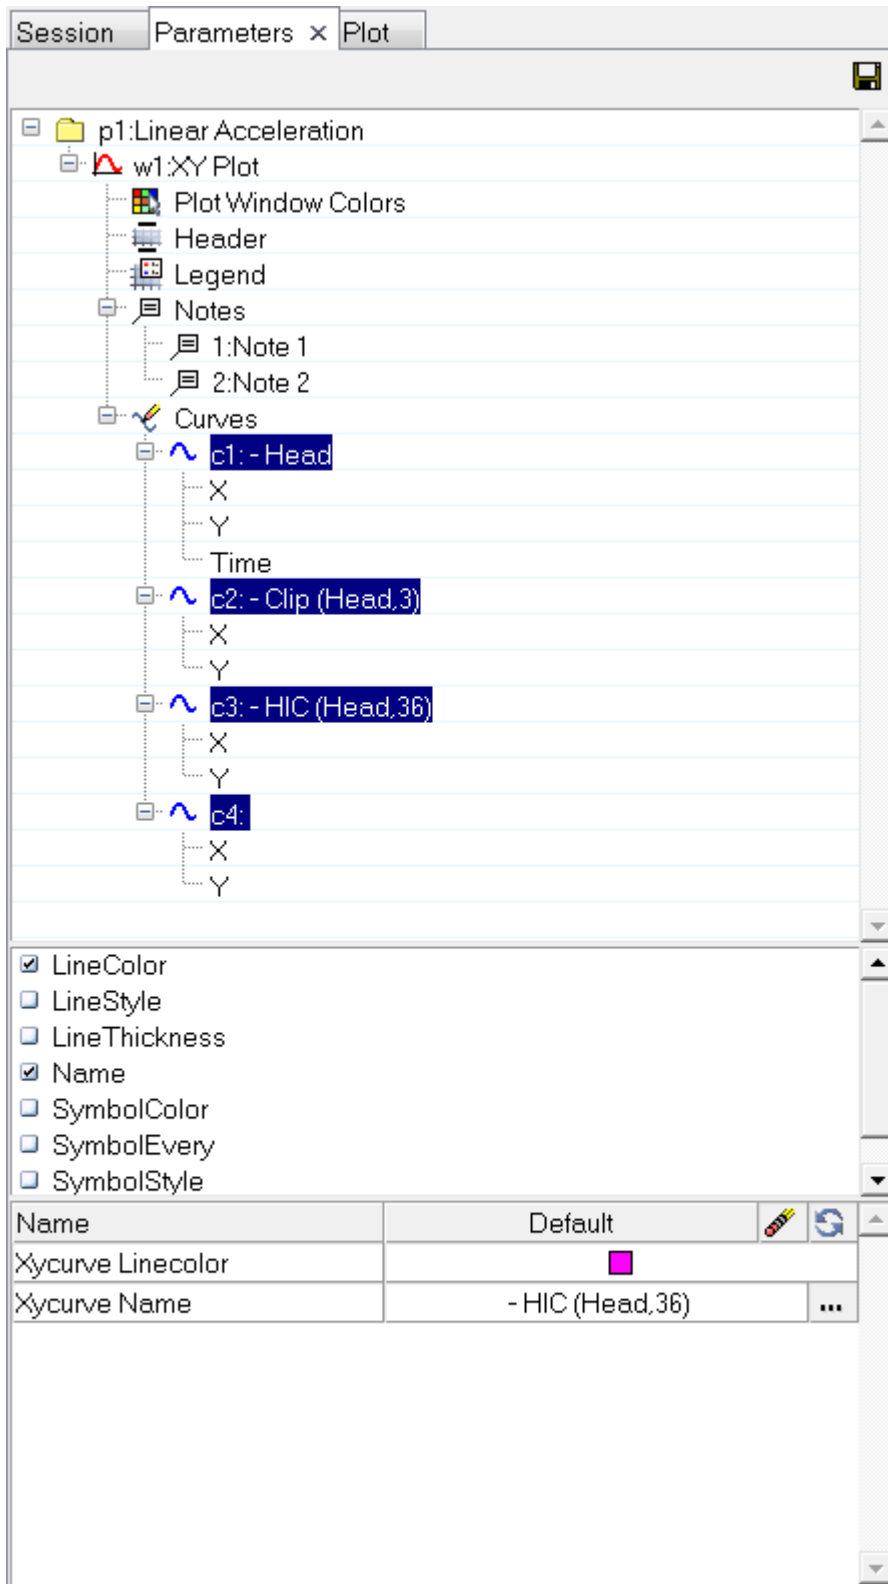 Session Parameters × Plot
p1:Linear Acceleration
w1:XY Plot
Plot Window Colors
Header
Legend
Notes
1:Note 1
2:Note 2
Curves
c1: - Head
X
Y
Time
c2: - Clip (Head,3)
X
Y
c3: - HIC (Head,36)
X
Y
c4:
X
Y
LineColor
LineStyle
LineThickness
Name
SymbolColor
SymbolEvery
SymbolStyle
Name Default
Xycurve Linecolor
Xycurve Name - HIC (Head,36) ...